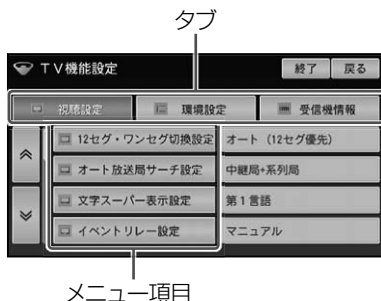 タブ
TV機能設定
終了
戻る
視聴設定
環境設定
受信機情報
12セグ・ワンセグ切換設定
オート (12セグ優先)
オート放送局サーチ設定
中継局+系列局
文字スーパー表示設定
第1言語
イベントリレー設定
マニュアル
メニュー項目